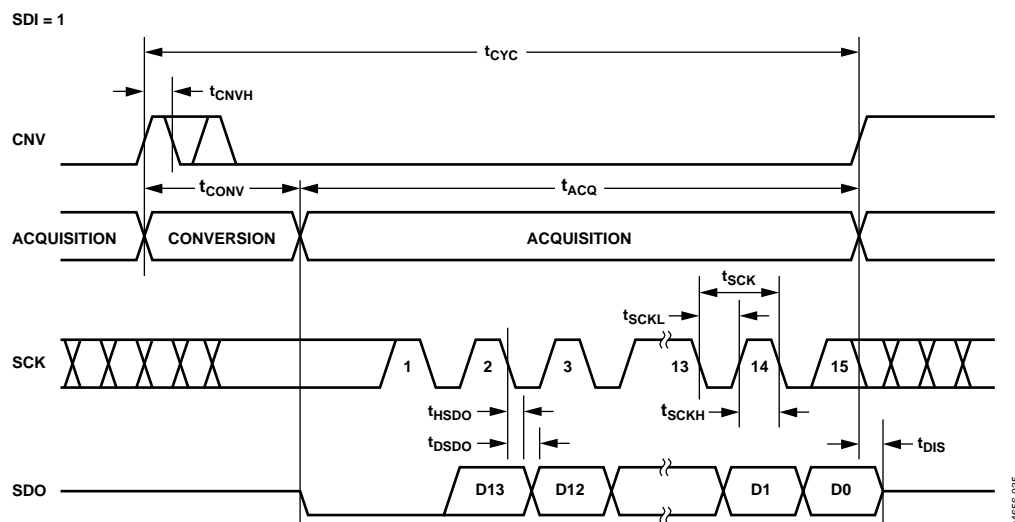 SDI = 1
tCYC
tCNVH
CNV
tCONV
tACQ
ACQUISITION
CONVERSION
ACQUISITION
tSCK
tSCKL
SCK
1
2
3
13
14
15
tHSDO
tSCKH
tDSDO
tDIS
SDO
D13
D12
D1
D0